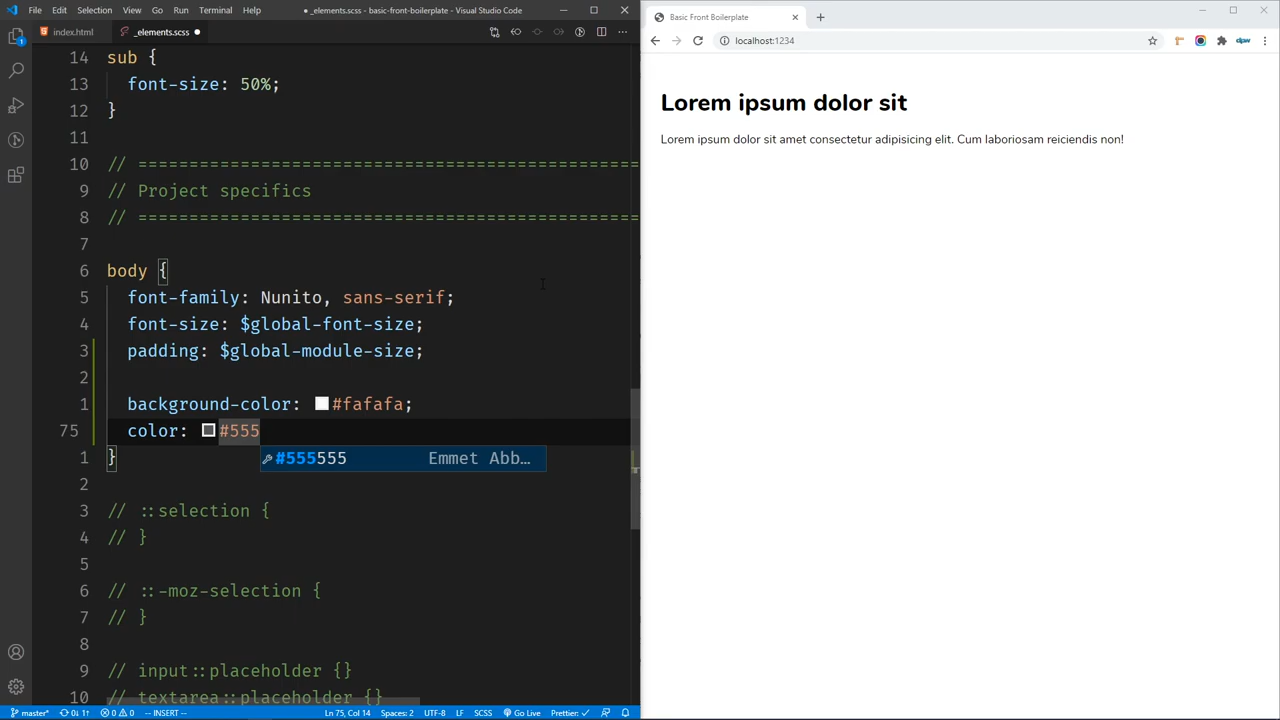 File Edit Selection View Go Run Terminal Help
● _elements.scss - basic-front-boilerplate - Visual Studio Code
index.html
_elements.scss ●
1
14 sub {
13 font-size: 50%;
12 }
11
10 // =================================================
9 // Project specifics
8 // =================================================
7
6 body {
5 font-family: Nunito, sans-serif;
4 font-size: $global-font-size;
3 padding: $global-module-size;
2
1 background-color: #fafafa;
75 color: #555
#555555 Emmet Abb…
1 }
2
3 // ::selection {
4 // }
5
6 // ::-moz-selection {
7 // }
8
9 // input::placeholder {}
10 // textarea::placeholder {}
master* 0↓ 1↑ 0 0 -- INSERT -- Ln 75, Col 14 Spaces: 2 UTF-8 LF SCSS Go Live Prettier: ✓
Basic Front Boilerplate
localhost:1234
dpw
Lorem ipsum dolor sit
Lorem ipsum dolor sit amet consectetur adipisicing elit. Cum laboriosam reiciendis non!